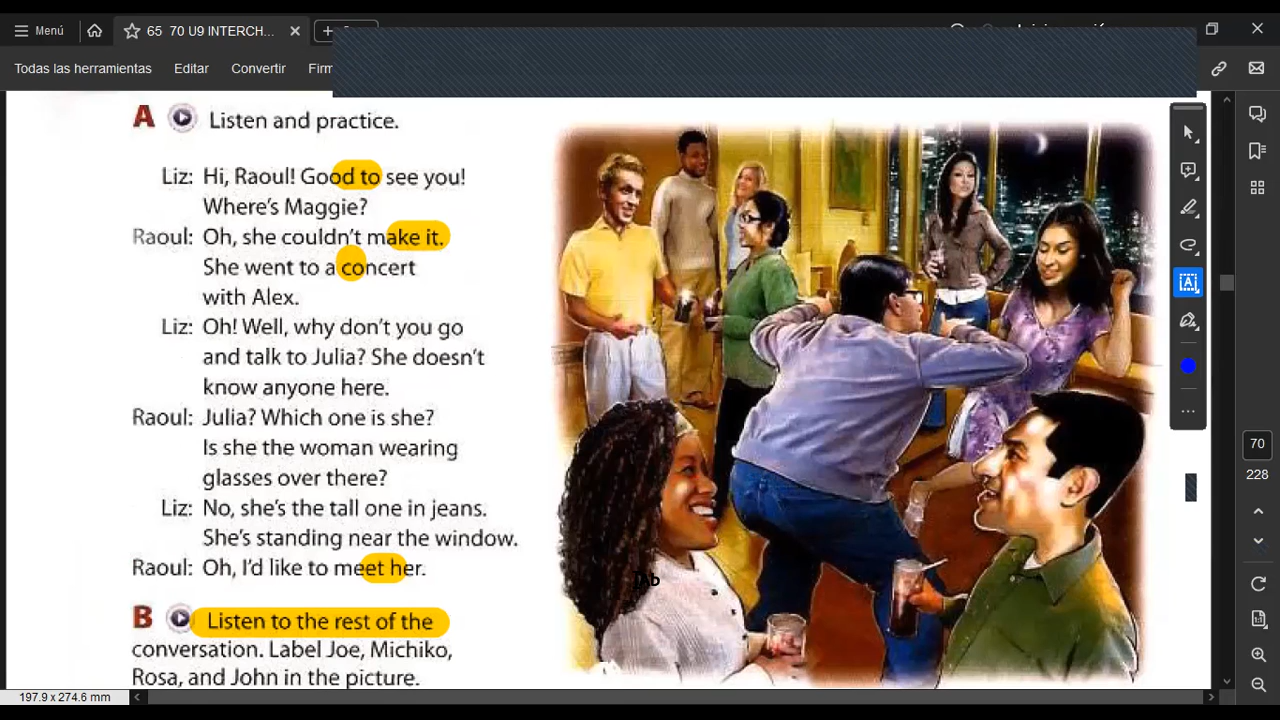 Menú
65 70 U9 INTERCH...
Todas las herramientas Editar Convertir Firm
A Listen and practice.
Liz: Hi, Raoul! Good to see you!
Where's Maggie?
Raoul: Oh, she couldn't make it.
She went to a concert
with Alex.
Liz: Oh! Well, why don't you go
and talk to Julia? She doesn't
know anyone here.
Raoul: Julia? Which one is she?
Is she the woman wearing
glasses over there?
Liz: No, she's the tall one in jeans.
She's standing near the window.
Raoul: Oh, I'd like to meet her.
B Listen to the rest of the
conversation. Label Joe, Michiko,
Rosa, and John in the picture.
70
228
197.9 x 274.6 mm